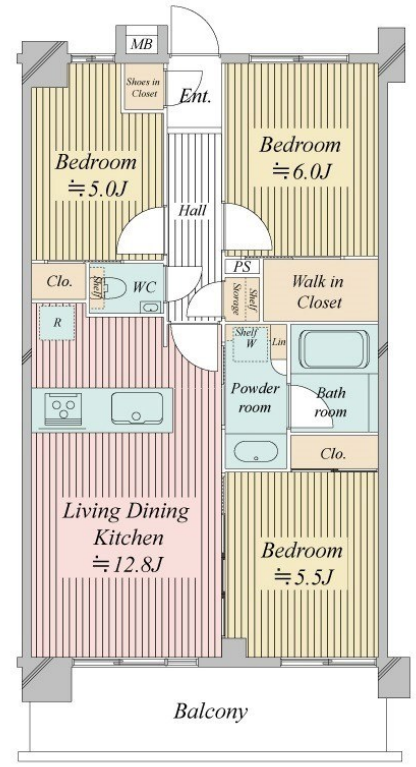 MB
Shoes in
Closet
Ent.
Bedroom
≒5.0J
Bedroom
≒6.0J
Hall
Clo.
Shelf
WC
PS
Storage
Shelf
Walk in
Closet
R
Shelf
W
Lin
Powder
room
Bath
room
Clo.
Living Dining
Kitchen
≒12.8J
Bedroom
≒5.5J
Balcony